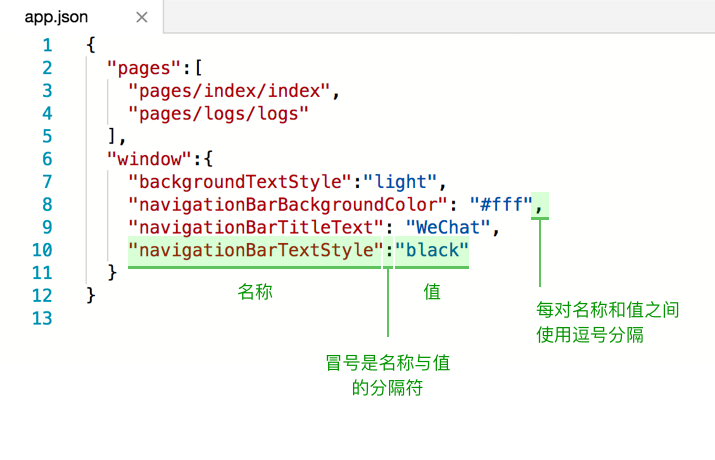 app.json ×
1 {
2 "pages":[
3 "pages/index/index",
4 "pages/logs/logs"
5 ],
6 "window":{
7 "backgroundTextStyle":"light",
8 "navigationBarBackgroundColor": "#fff",
9 "navigationBarTitleText": "WeChat",
10 "navigationBarTextStyle":"black"
11 }
12 }
13
名称
值
每对名称和值之间
使用逗号分隔
冒号是名称与值
的分隔符